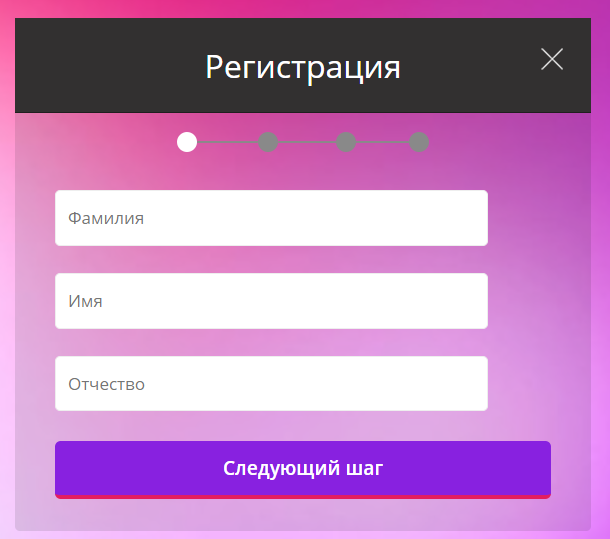 Регистрация
Фамилия
Имя
Отчество
Следующий шаг